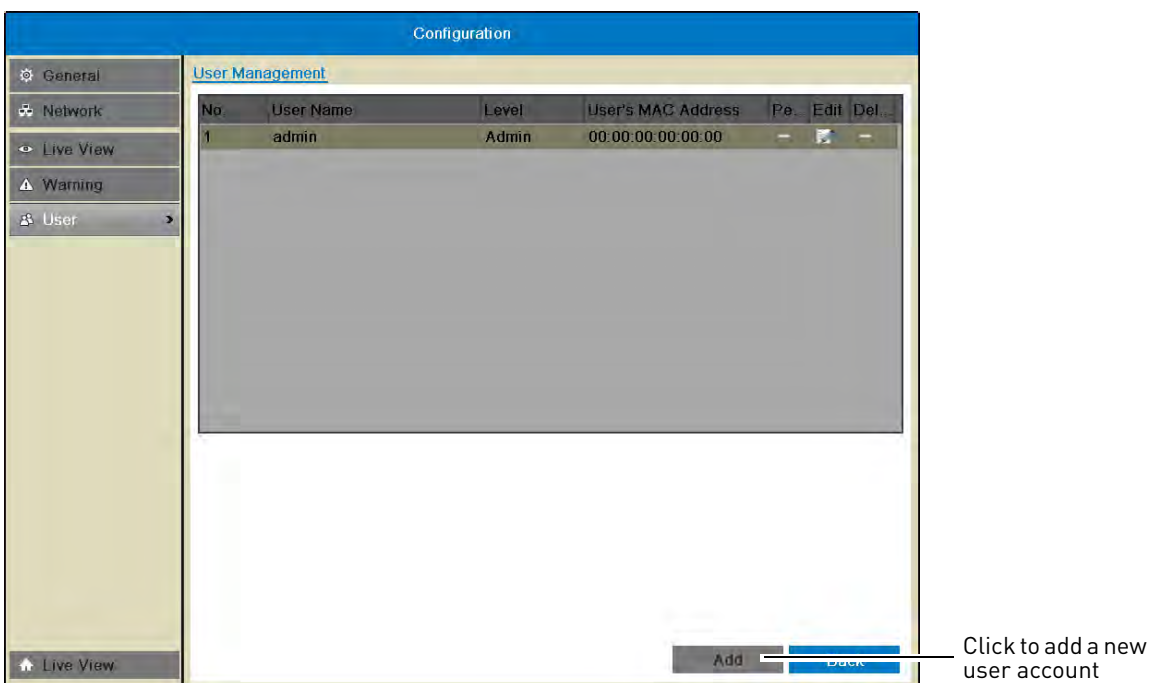 Configuration
General
Network
Live View
Warning
User
User Management
No. User Name Level User's MAC Address Pe... Edit Del...
1 admin Admin 00:00:00:00:00:00
Live View
Add Back
Click to add a new
user account